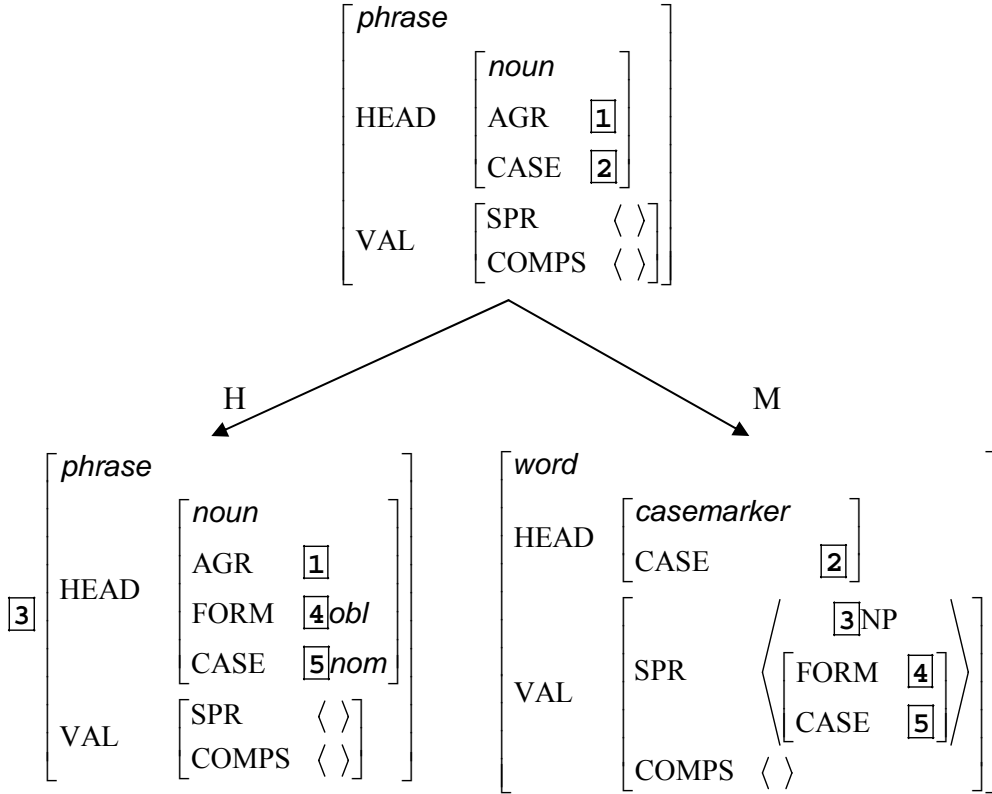 phrase
noun
HEAD AGR 1
CASE 2
VAL SPR ⟨ ⟩
COMPS ⟨ ⟩
H M
phrase
noun
AGR 1
HEAD
FORM 4 obl
3
CASE 5 nom
VAL SPR ⟨ ⟩
COMPS ⟨ ⟩
word
HEAD casemarker
CASE 2
3 NP
SPR FORM 4
VAL
CASE 5
COMPS ⟨ ⟩